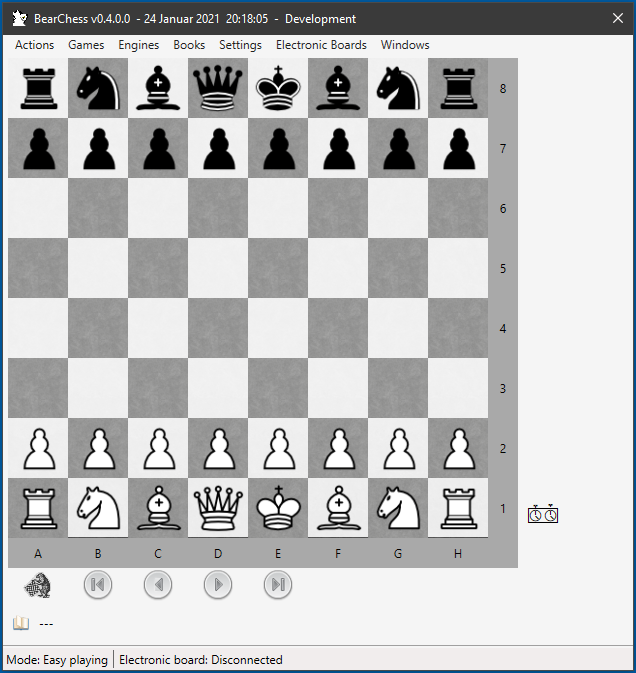 BearChess v0.4.0.0 - 24 Januar 2021 20:18:05 - Development
Actions Games Engines Books Settings Electronic Boards Windows
8
7
6
5
4
3
2
1
A B C D E F G H
---
Mode: Easy playing Electronic board: Disconnected